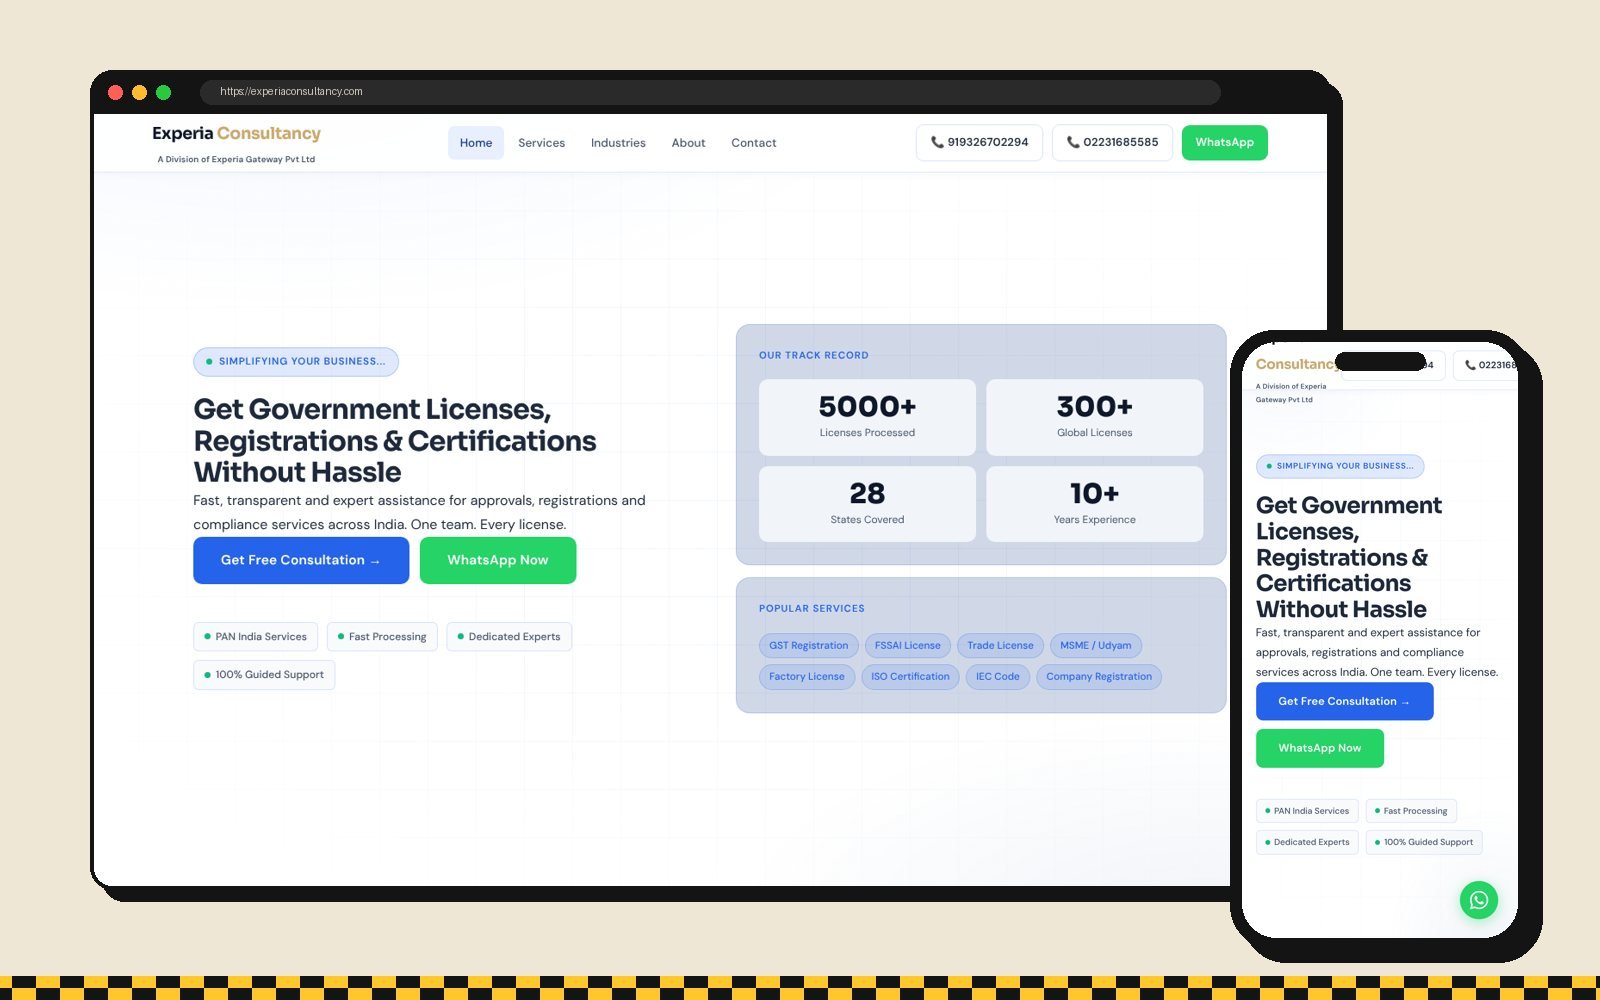 https://experiaconsultancy.com
Experia Consultancy
A Division of Experia Gateway Pvt Ltd
Home
Services
Industries
About
Contact
919326702294
02231685585
WhatsApp
SIMPLIFYING YOUR BUSINESS...
Get Government Licenses,
Registrations & Certifications
Without Hassle
Fast, transparent and expert assistance for approvals, registrations and
compliance services across India. One team. Every license.
Get Free Consultation →
WhatsApp Now
PAN India Services
Fast Processing
Dedicated Experts
100% Guided Support
OUR TRACK RECORD
5000+
Licenses Processed
300+
Global Licenses
28
States Covered
10+
Years Experience
POPULAR SERVICES
GST Registration
FSSAI License
Trade License
MSME / Udyam
Factory License
ISO Certification
IEC Code
Company Registration
Consultancy
A Division of Experia
Gateway Pvt Ltd
94
0223168
SIMPLIFYING YOUR BUSINESS...
Get Government
Licenses,
Registrations &
Certifications
Without Hassle
Fast, transparent and expert assistance for
approvals, registrations and compliance
services across India. One team. Every license.
Get Free Consultation →
WhatsApp Now
PAN India Services
Fast Processing
Dedicated Experts
100% Guided Support